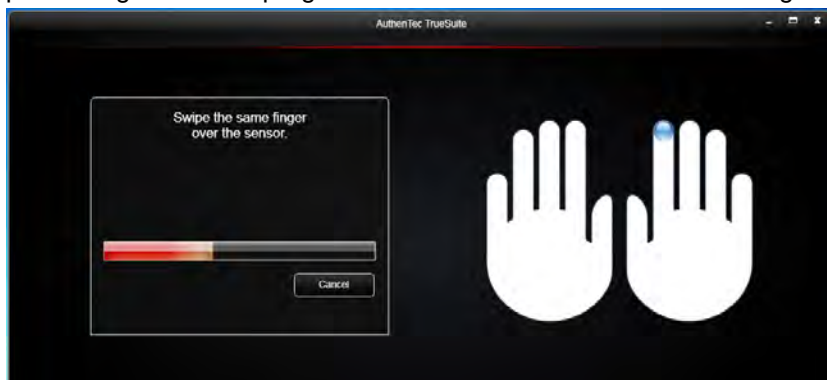 AuthenTec TrueSuite
Swipe the same finger
over the sensor.
Cancel